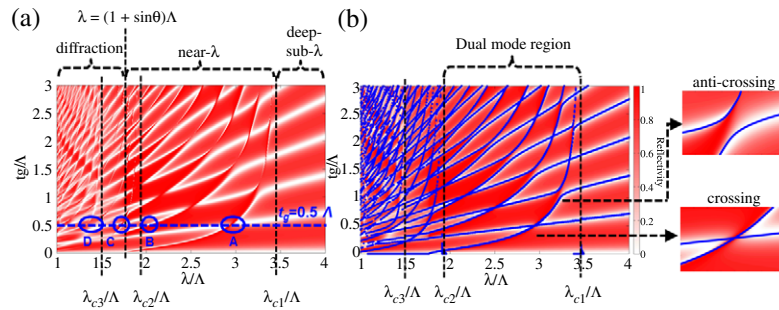 (a)
λ = (1 + sinθ)Λ
diffraction
near-λ
deep-
sub-λ
tg/Λ
3
2.5
2
1.5
1
0.5
0
t_g=0.5 Λ
D C B A
1 1.5 2 2.5 3 3.5 4
λ/Λ
λc3/Λ λc2/Λ λc1/Λ
(b)
Dual mode region
tg/Λ
3
2.5
2
1.5
1
0.5
0
1 1.5 2 2.5 3 3.5 4
λ/Λ
λc3/Λ λc2/Λ λc1/Λ
1
0.8
0.6
0.4
0.2
0
Reflectivity
anti-crossing
crossing